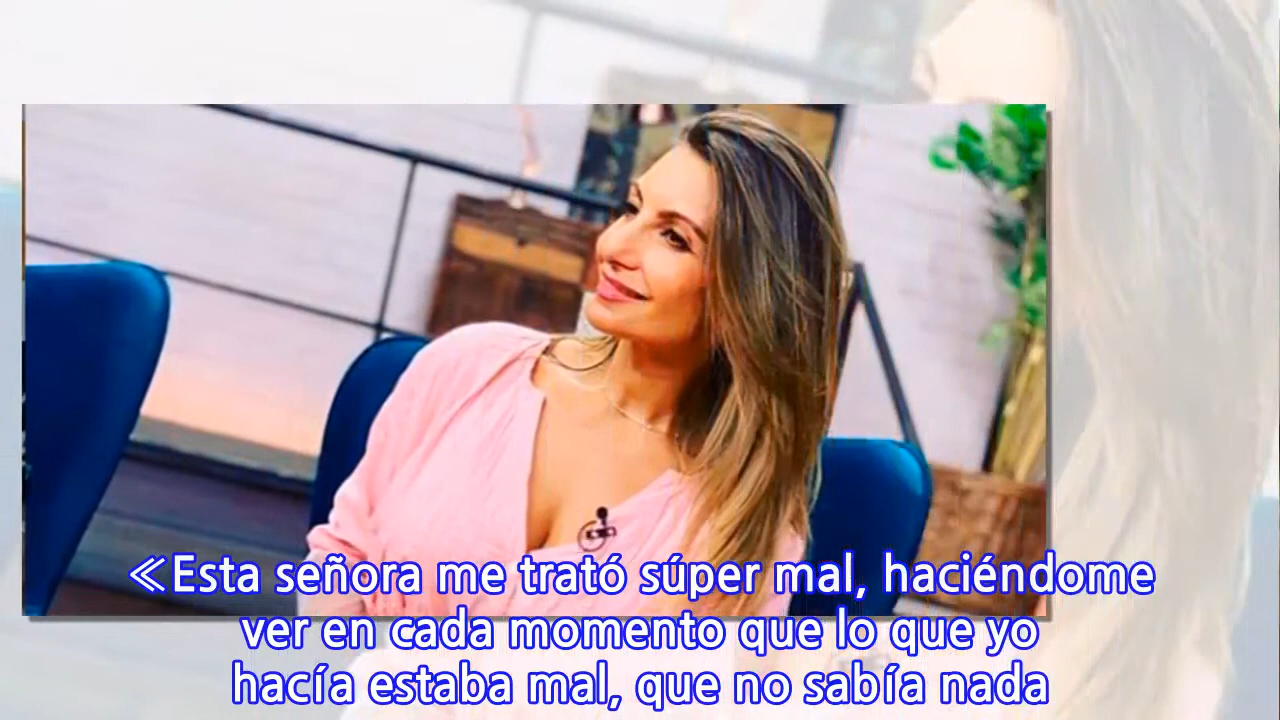 ≪Esta señora me trató súper mal, haciéndome
ver en cada momento que lo que yo
hacía estaba mal, que no sabía nada